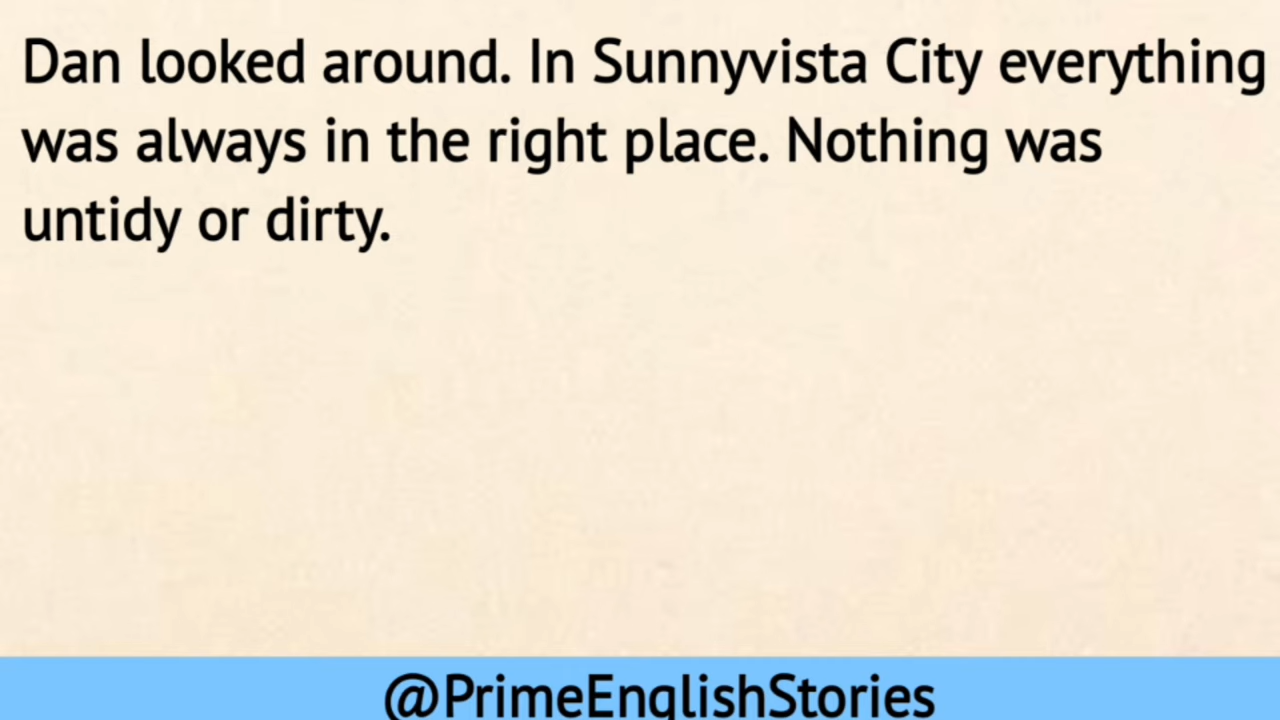 Dan looked around. In Sunnyvista City everything
was always in the right place. Nothing was
untidy or dirty.
@PrimeEnglishStories